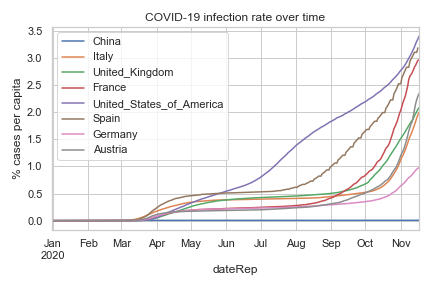 COVID-19 infection rate over time
3.5
3.0
2.5
2.0
1.5
1.0
0.5
0.0
% cases per capita
China
Italy
United_Kingdom
France
United_States_of_America
Spain
Germany
Austria
Jan Feb Mar Apr May Jun Jul Aug Sep Oct Nov
2020
dateRep